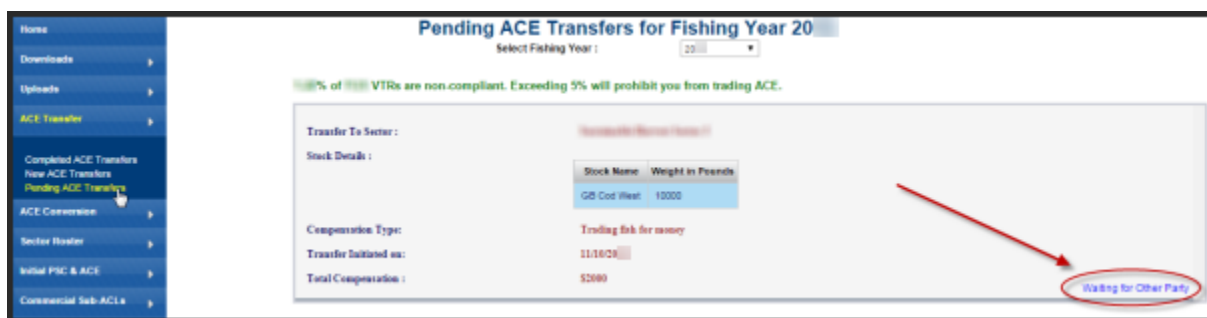 Home
Downloads
Uploads
ACE Transfer
Completed ACE Transfers
New ACE Transfers
Pending ACE Transfers
ACE Conversion
Sector Roster
Initial PSC & ACE
Commercial Sub-ACLs
Pending ACE Transfers for Fishing Year 20
Select Fishing Year :
20
% of VTRs are non-compliant. Exceeding 5% will prohibit you from trading ACE.
Transfer To Sector :
Stock Details :
Stock Name Weight in Pounds
GB Cod West 10000
Compensation Type: Trading fish for money
Transfer Initiated on: 11/10/20
Total Compensation : $2000
Waiting for Other Party